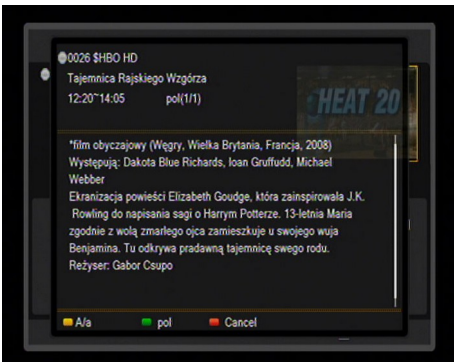 0026 $HBO HD
Tajemnica Rajskiego Wzgórza
12:20~14:05 pol(1/1)
HEAT 20
*film obyczajowy (Węgry, Wielka Brytania, Francja, 2008)
Występują: Dakota Blue Richards, Ioan Gruffudd, Michael
Webber
Ekranizacja powieści Elizabeth Goudge, która zainspirowała J.K.
Rowling do napisania sagi o Harrym Potterze. 13-letnia Maria
zgodnie z wolą zmarłego ojca zamieszkuje u swojego wuja
Benjamina. Tu odkrywa pradawną tajemnicę swego rodu.
Reżyser: Gabor Csupo
A/a pol Cancel